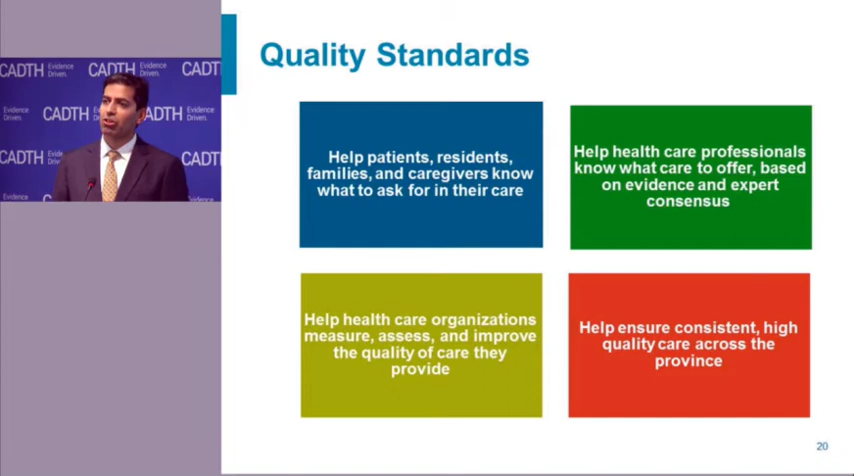 Quality Standards
CADTH Evidence Driven.
CADTH Evidence
CAD
Evidence Driven.
CADTH
ADTH Evidence Driven.
CADTH Evidence
CADTH
Evidence Driven.
Help patients, residents,
families, and caregivers know
what to ask for in their care
Help health care professionals
know what care to offer, based
on evidence and expert
consensus
Help health care organizations
measure, assess, and improve
the quality of care they
provide
Help ensure consistent, high
quality care across the
province
20